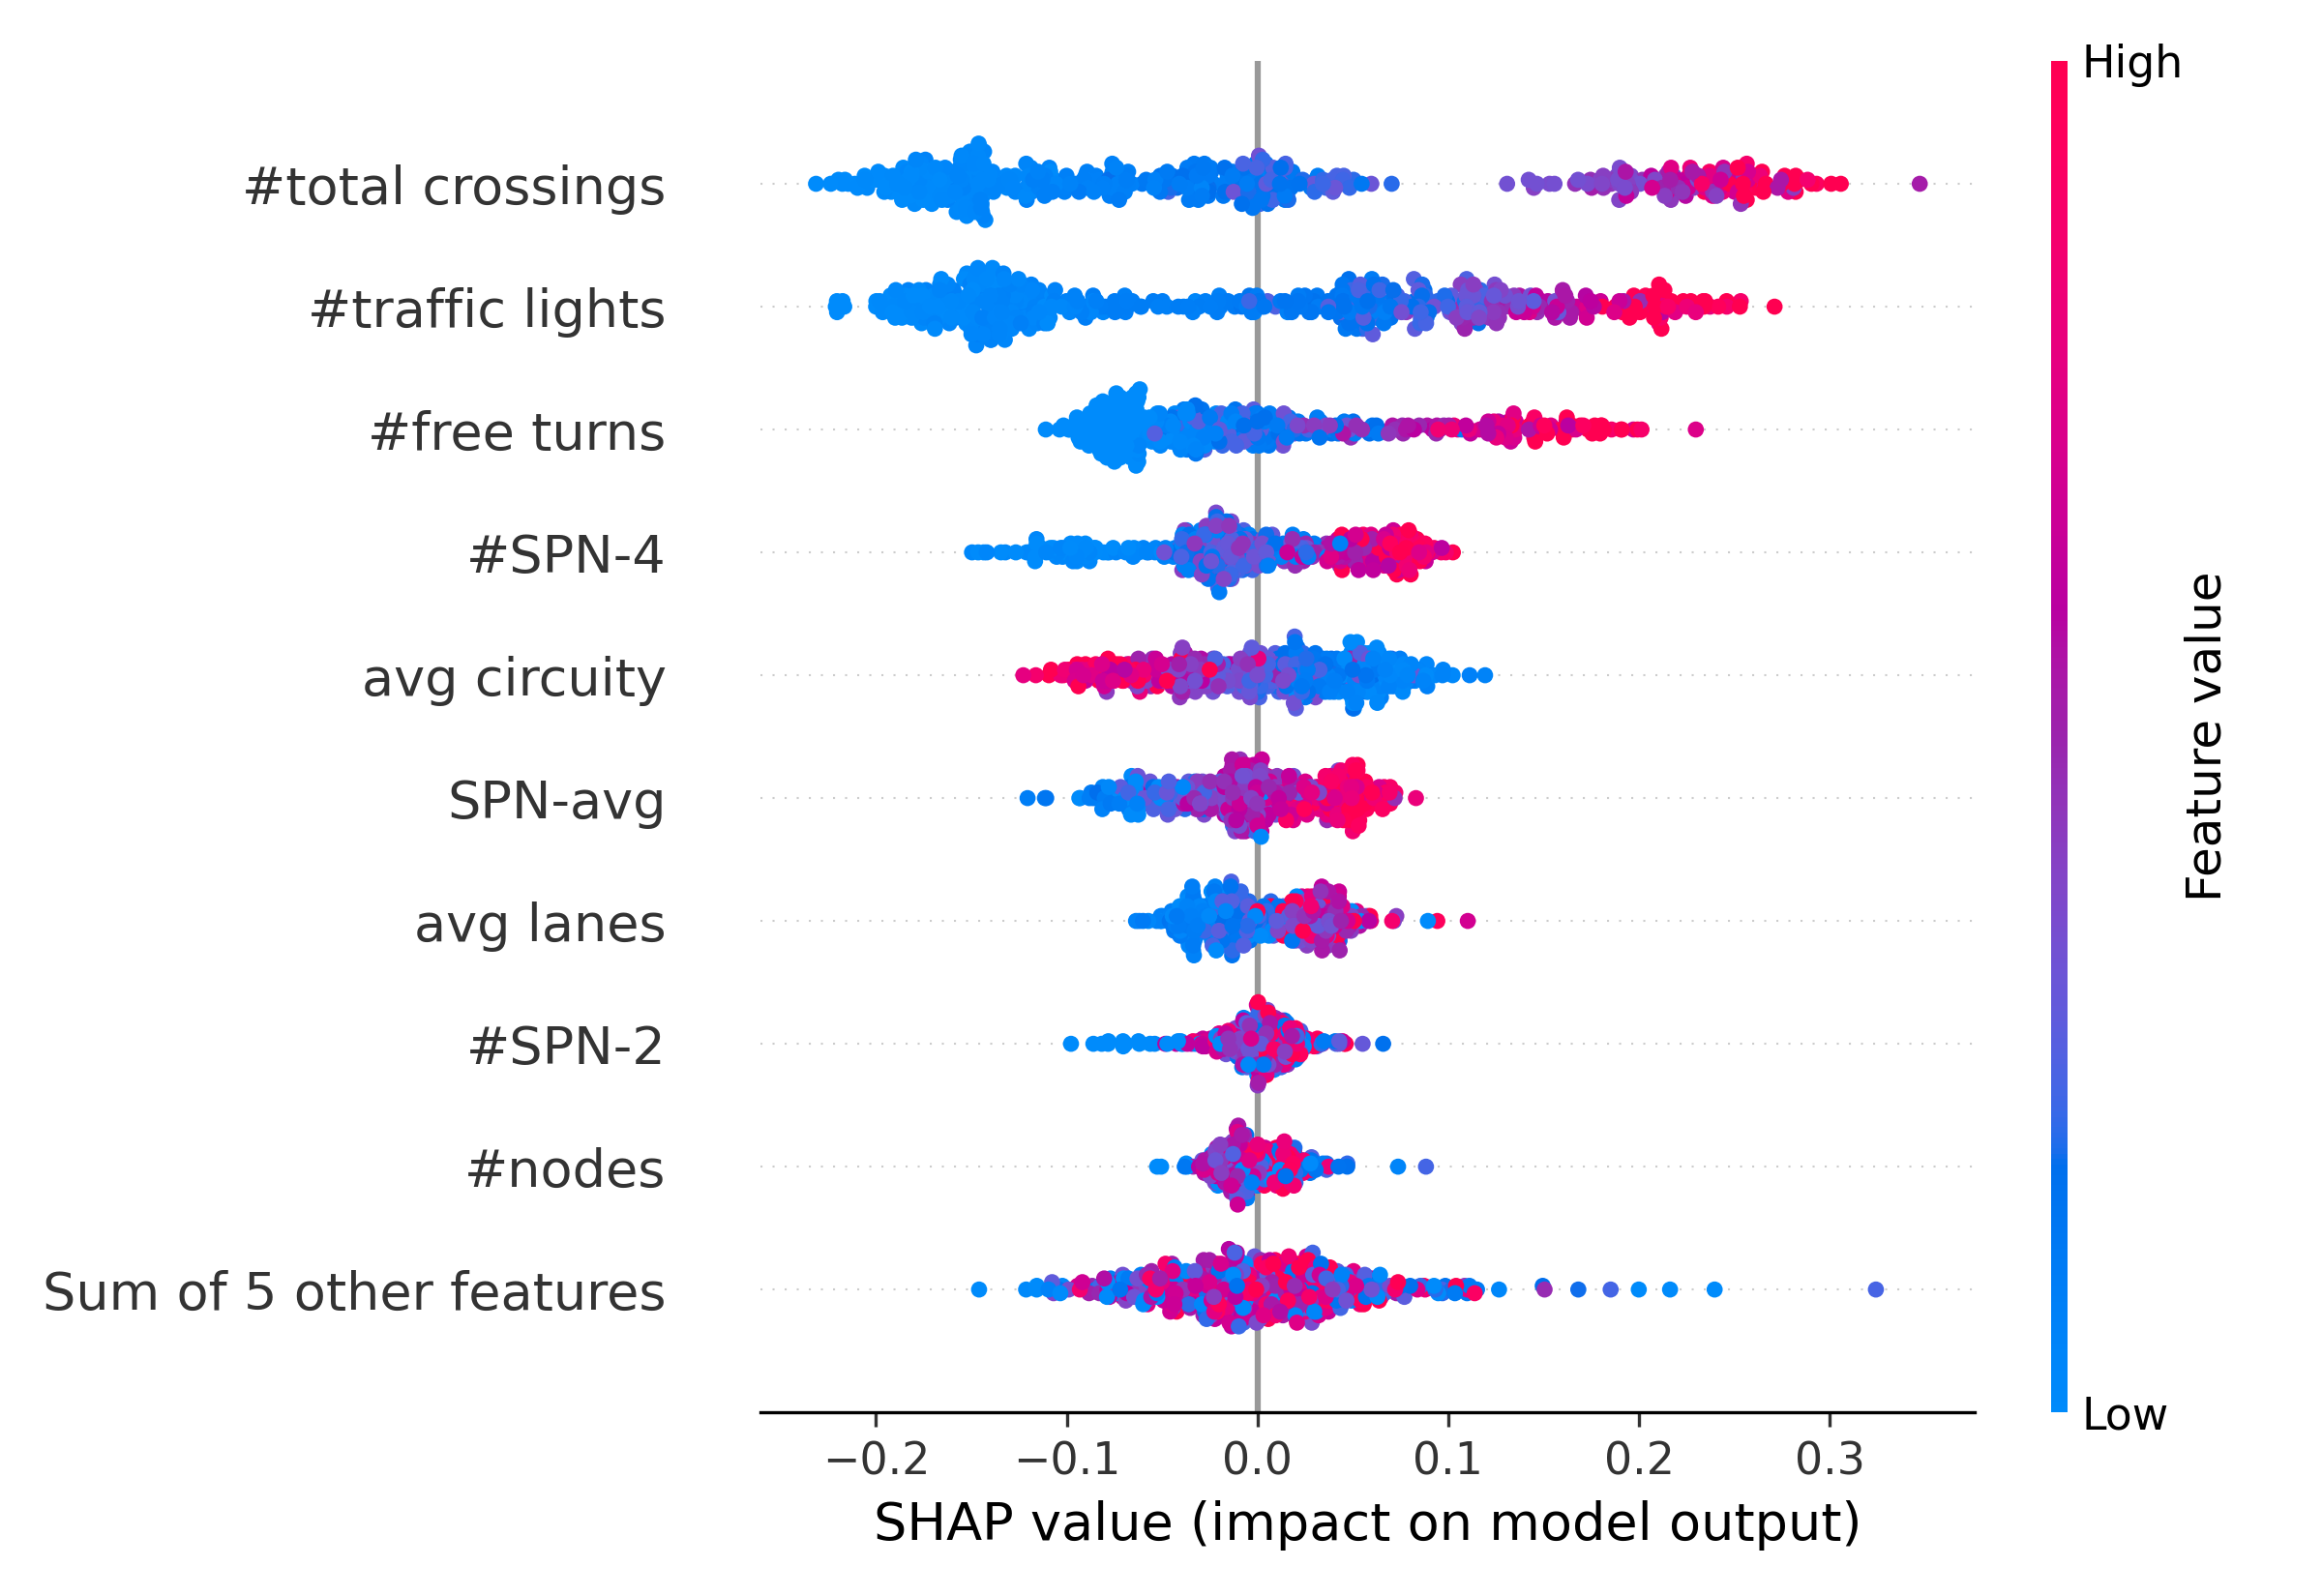 High
#total crossings
#traffic lights
#free turns
#SPN-4
avg circuity
SPN-avg
avg lanes
#SPN-2
#nodes
Sum of 5 other features
Feature value
Low
−0.2 −0.1 0.0 0.1 0.2 0.3
SHAP value (impact on model output)